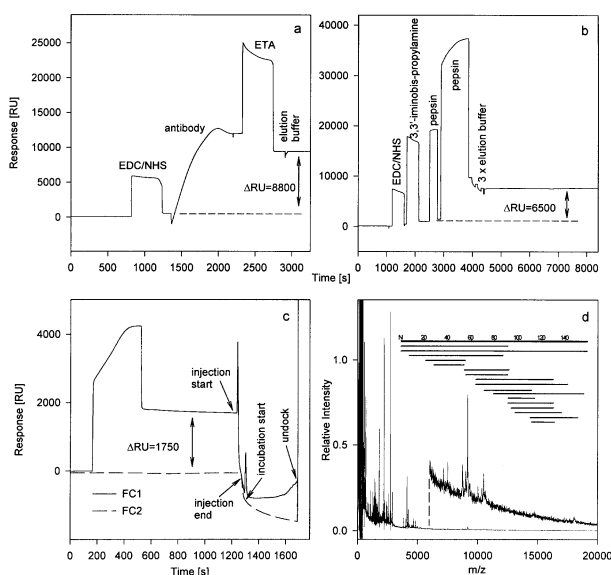 a
ETA
antibody
EDC/NHS
elution
buffer
ΔRU=8800
Response [RU]
25000
20000
15000
10000
5000
0
0 500 1000 1500 2000 2500 3000
b
EDC/NHS
3,3'-iminobis-propylamine
pepsin
pepsin
3 x elution buffer
ΔRU=6500
40000
30000
20000
10000
0
0 1000 2000 3000 4000 5000 6000 7000 8000
Time [s]
c
injection
start
incubation start
undock
ΔRU=1750
injection
end
FC1
FC2
Response [RU]
4000
2000
0
0 200 400 600 800 1000 1200 1400 1600
Time [s]
d
N 20 40 60 80 100 120 140
Relative Intensity
1.0
0.5
0.0
0 5000 10000 15000 20000
m/z